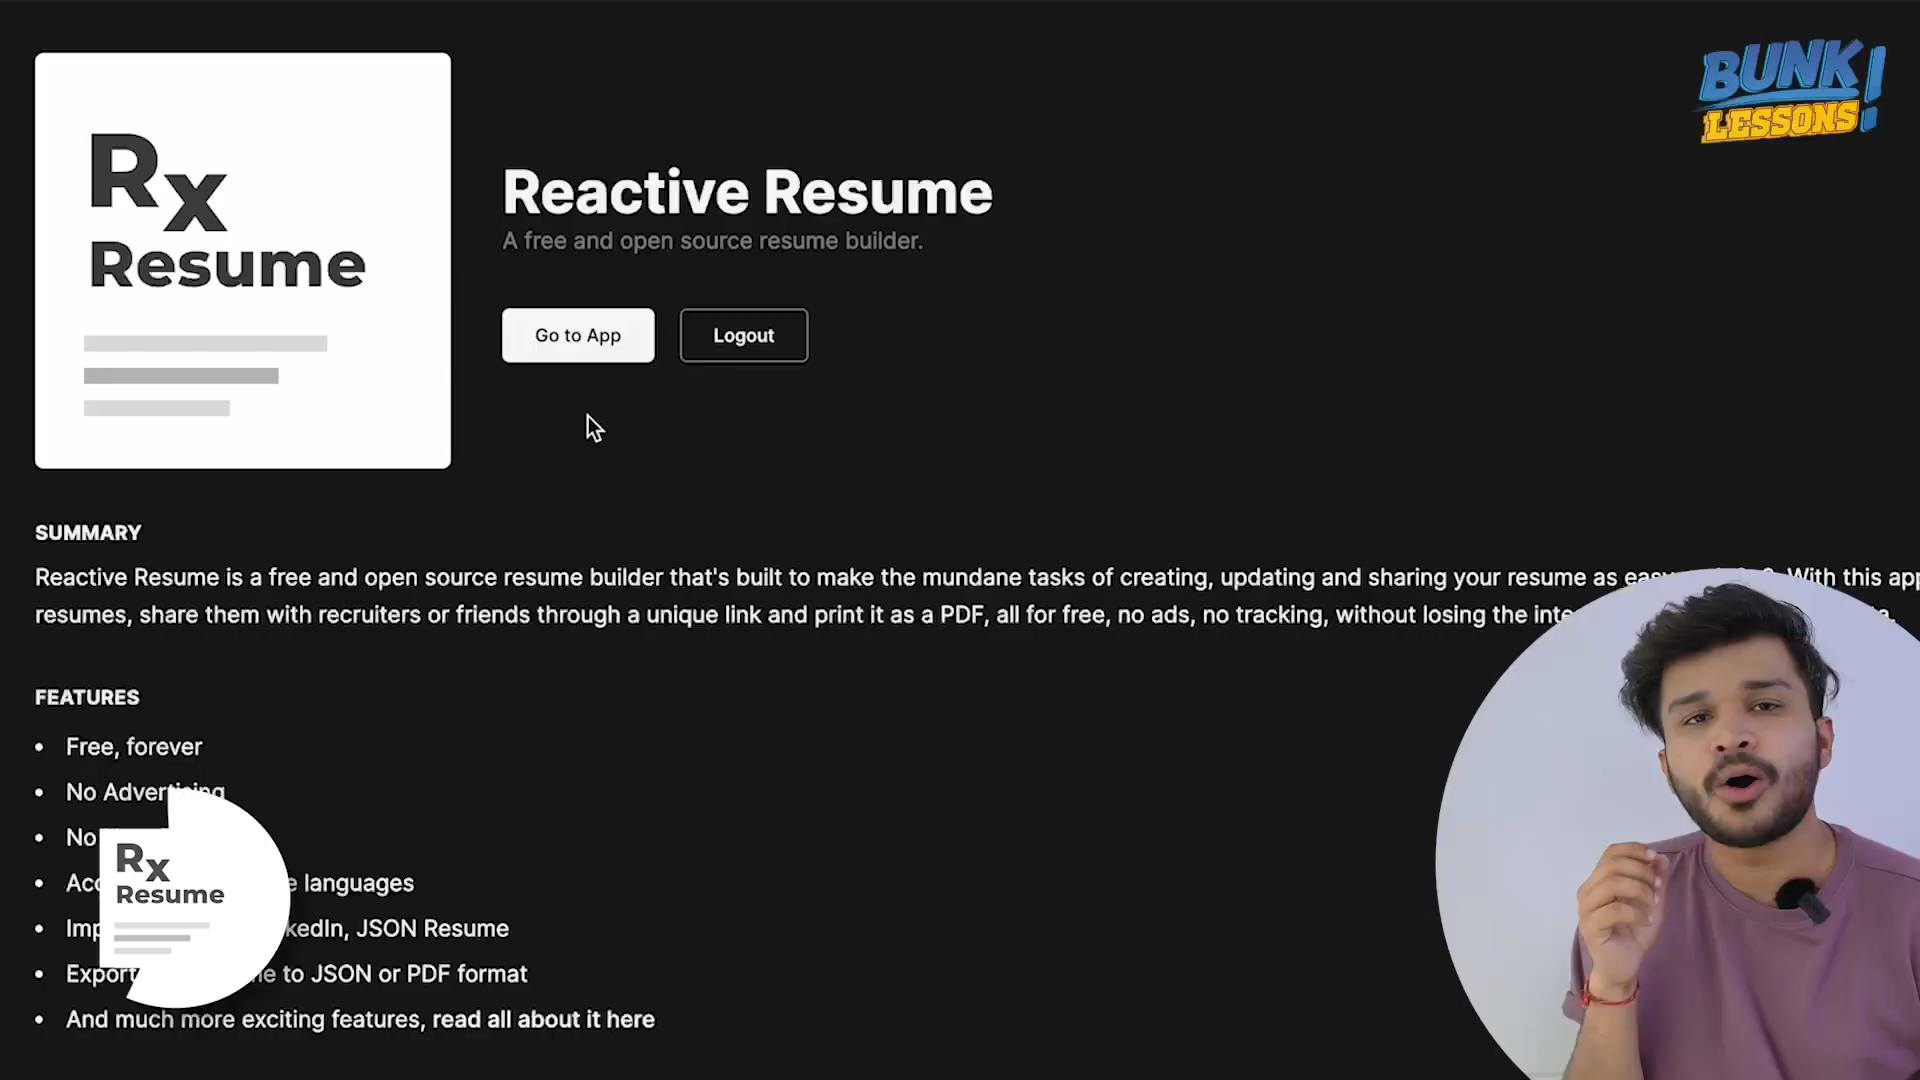 BUNK
LESSONS!
Rx
Resume
Reactive Resume
A free and open source resume builder.
Go to App
Logout
SUMMARY
Reactive Resume is a free and open source resume builder that's built to make the mundane tasks of creating, updating and sharing your resume as With this app
resumes, share them with recruiters or friends through a unique link and print it as a PDF, all for free, no ads, no tracking, without losing the
FEATURES
• Free, forever
• No Advertising
• No
• languages
• JSON Resume
• Export to JSON or PDF format
• And much more exciting features, read all about it here
Rx
Resume